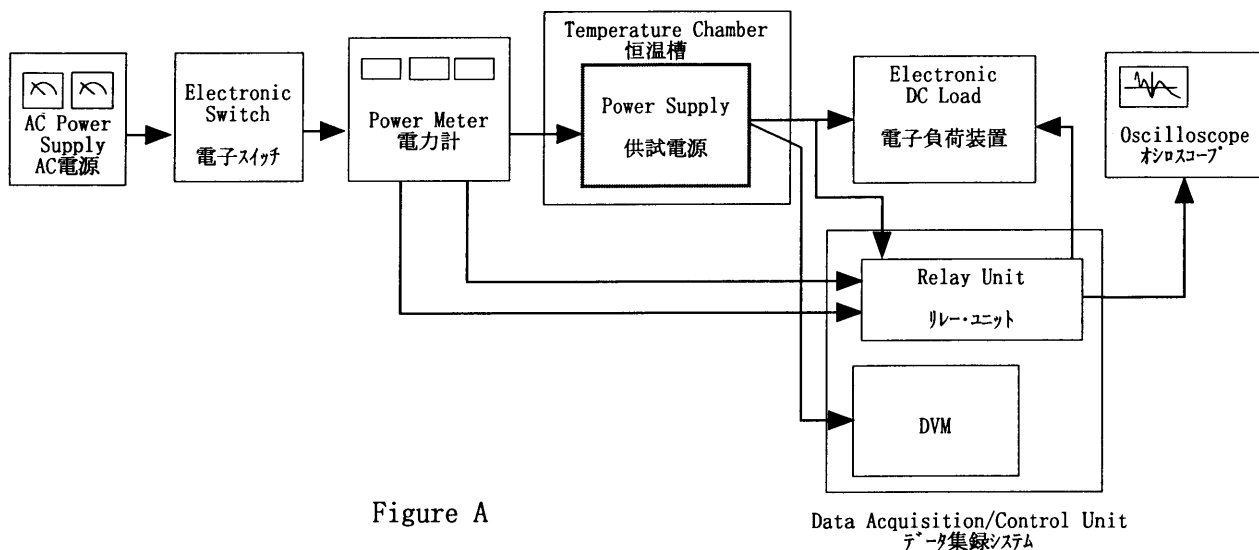 AC Power
Supply
AC電源
Electronic
Switch
電子スイッチ
Power Meter
電力計
Temperature Chamber
恒温槽
Power Supply
供試電源
Electronic
DC Load
電子負荷装置
Oscilloscope
オシロスコープ
Relay Unit
リレー・ユニット
DVM
Data Acquisition/Control Unit
データ集録システム
Figure A